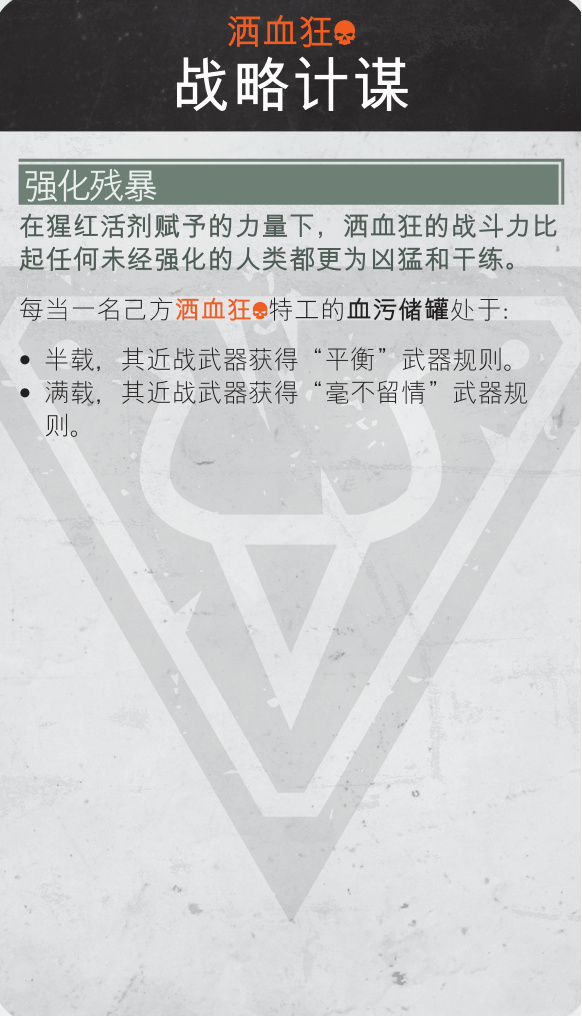 洒血狂
战略计谋
强化残暴
在猩红活剂赋予的力量下，洒血狂的战斗力比
起任何未经强化的人类都更为凶猛和干练。
每当一名己方洒血狂特工的血污储罐处于:
• 半载，其近战武器获得“平衡”武器规则。
• 满载，其近战武器获得“毫不留情”武器规
则。